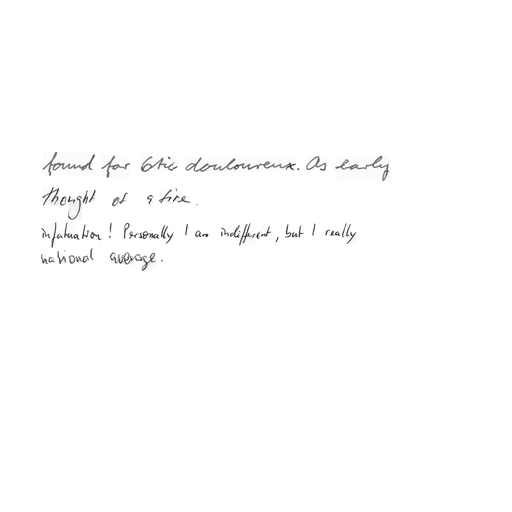 found for 6tic douloureux. As early
thought of a fire.
infatuation! Personally I am indifferent, but I really
national average.